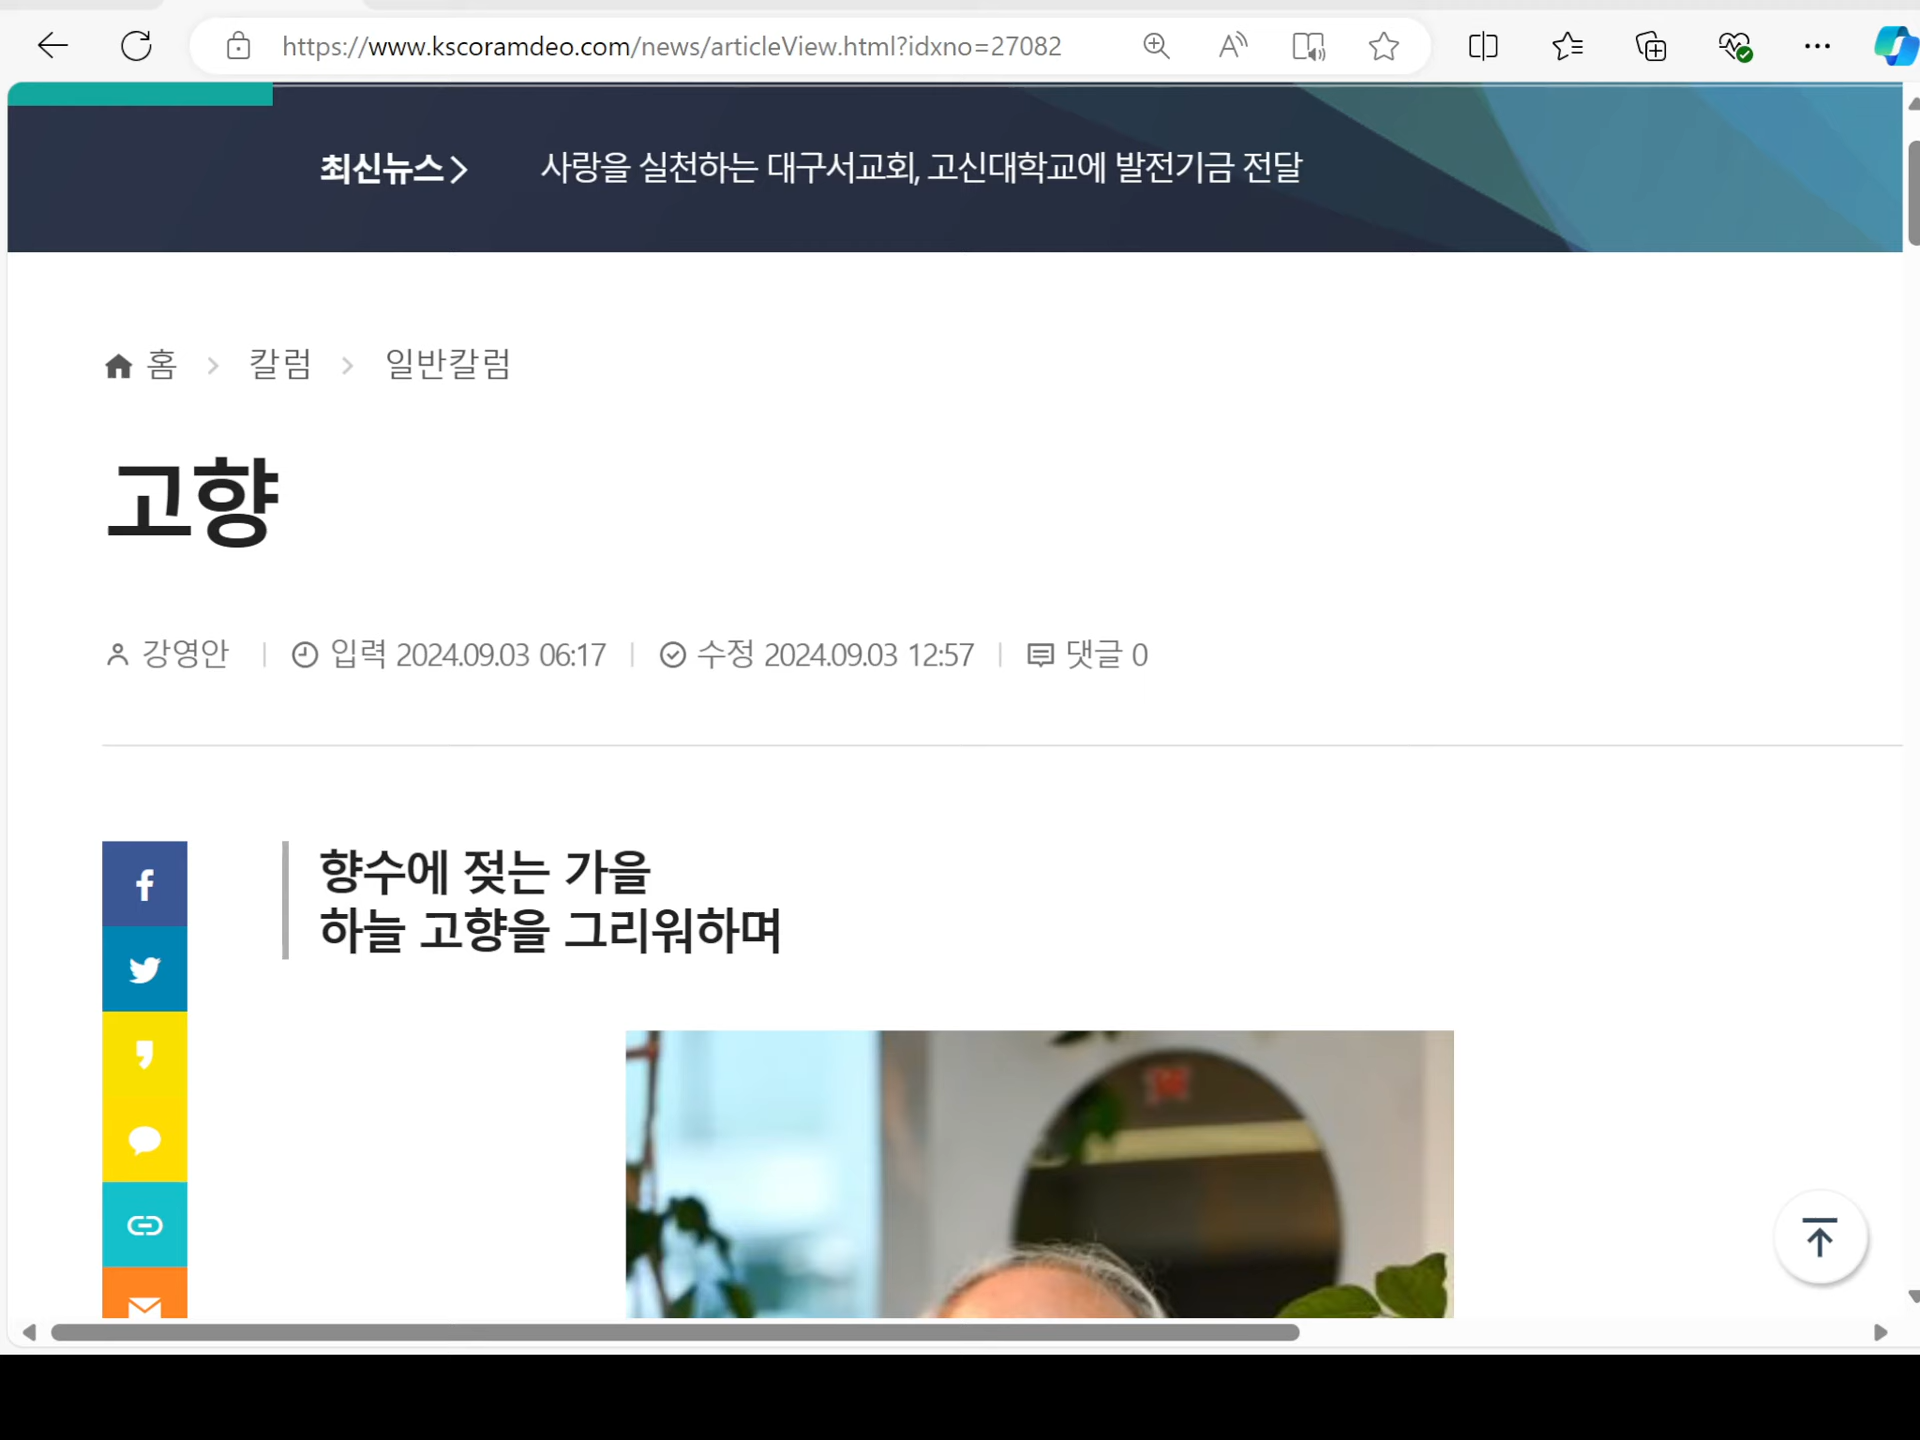 https://www.kscoramdeo.com/news/articleView.html?idxno=27082
최신뉴스 사랑을 실천하는 대구서교회, 고신대학교에 발전기금 전달
홈 > 칼럼 > 일반칼럼
고향
강영안 | 입력 2024.09.03 06:17 | 수정 2024.09.03 12:57 | 댓글 0
향수에 젖는 가을
하늘 고향을 그리워하며